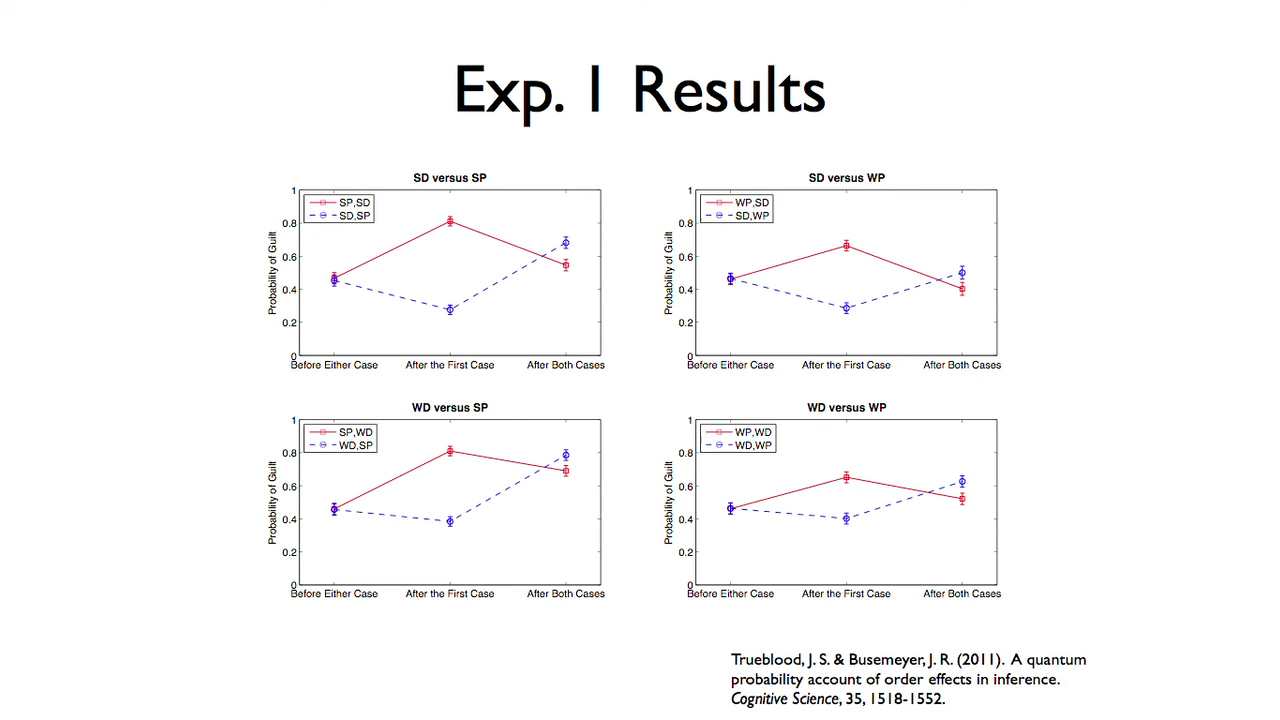 Exp. 1 Results
SD versus SP
1
0.8
0.6
0.4
0.2
0
Probability of Guilt
SP,SD
SD,SP
Before Either Case
After the First Case
After Both Cases
SD versus WP
1
0.8
0.6
0.4
0.2
0
Probability of Guilt
WP,SD
SD,WP
Before Either Case
After the First Case
After Both Cases
WD versus SP
1
0.8
0.6
0.4
0.2
0
Probability of Guilt
SP,WD
WD,SP
Before Either Case
After the First Case
After Both Cases
WD versus WP
1
0.8
0.6
0.4
0.2
0
Probability of Guilt
WP,WD
WD,WP
Before Either Case
After the First Case
After Both Cases
Trueblood, J. S. & Busemeyer, J. R. (2011). A quantum
probability account of order effects in inference.
Cognitive Science, 35, 1518-1552.